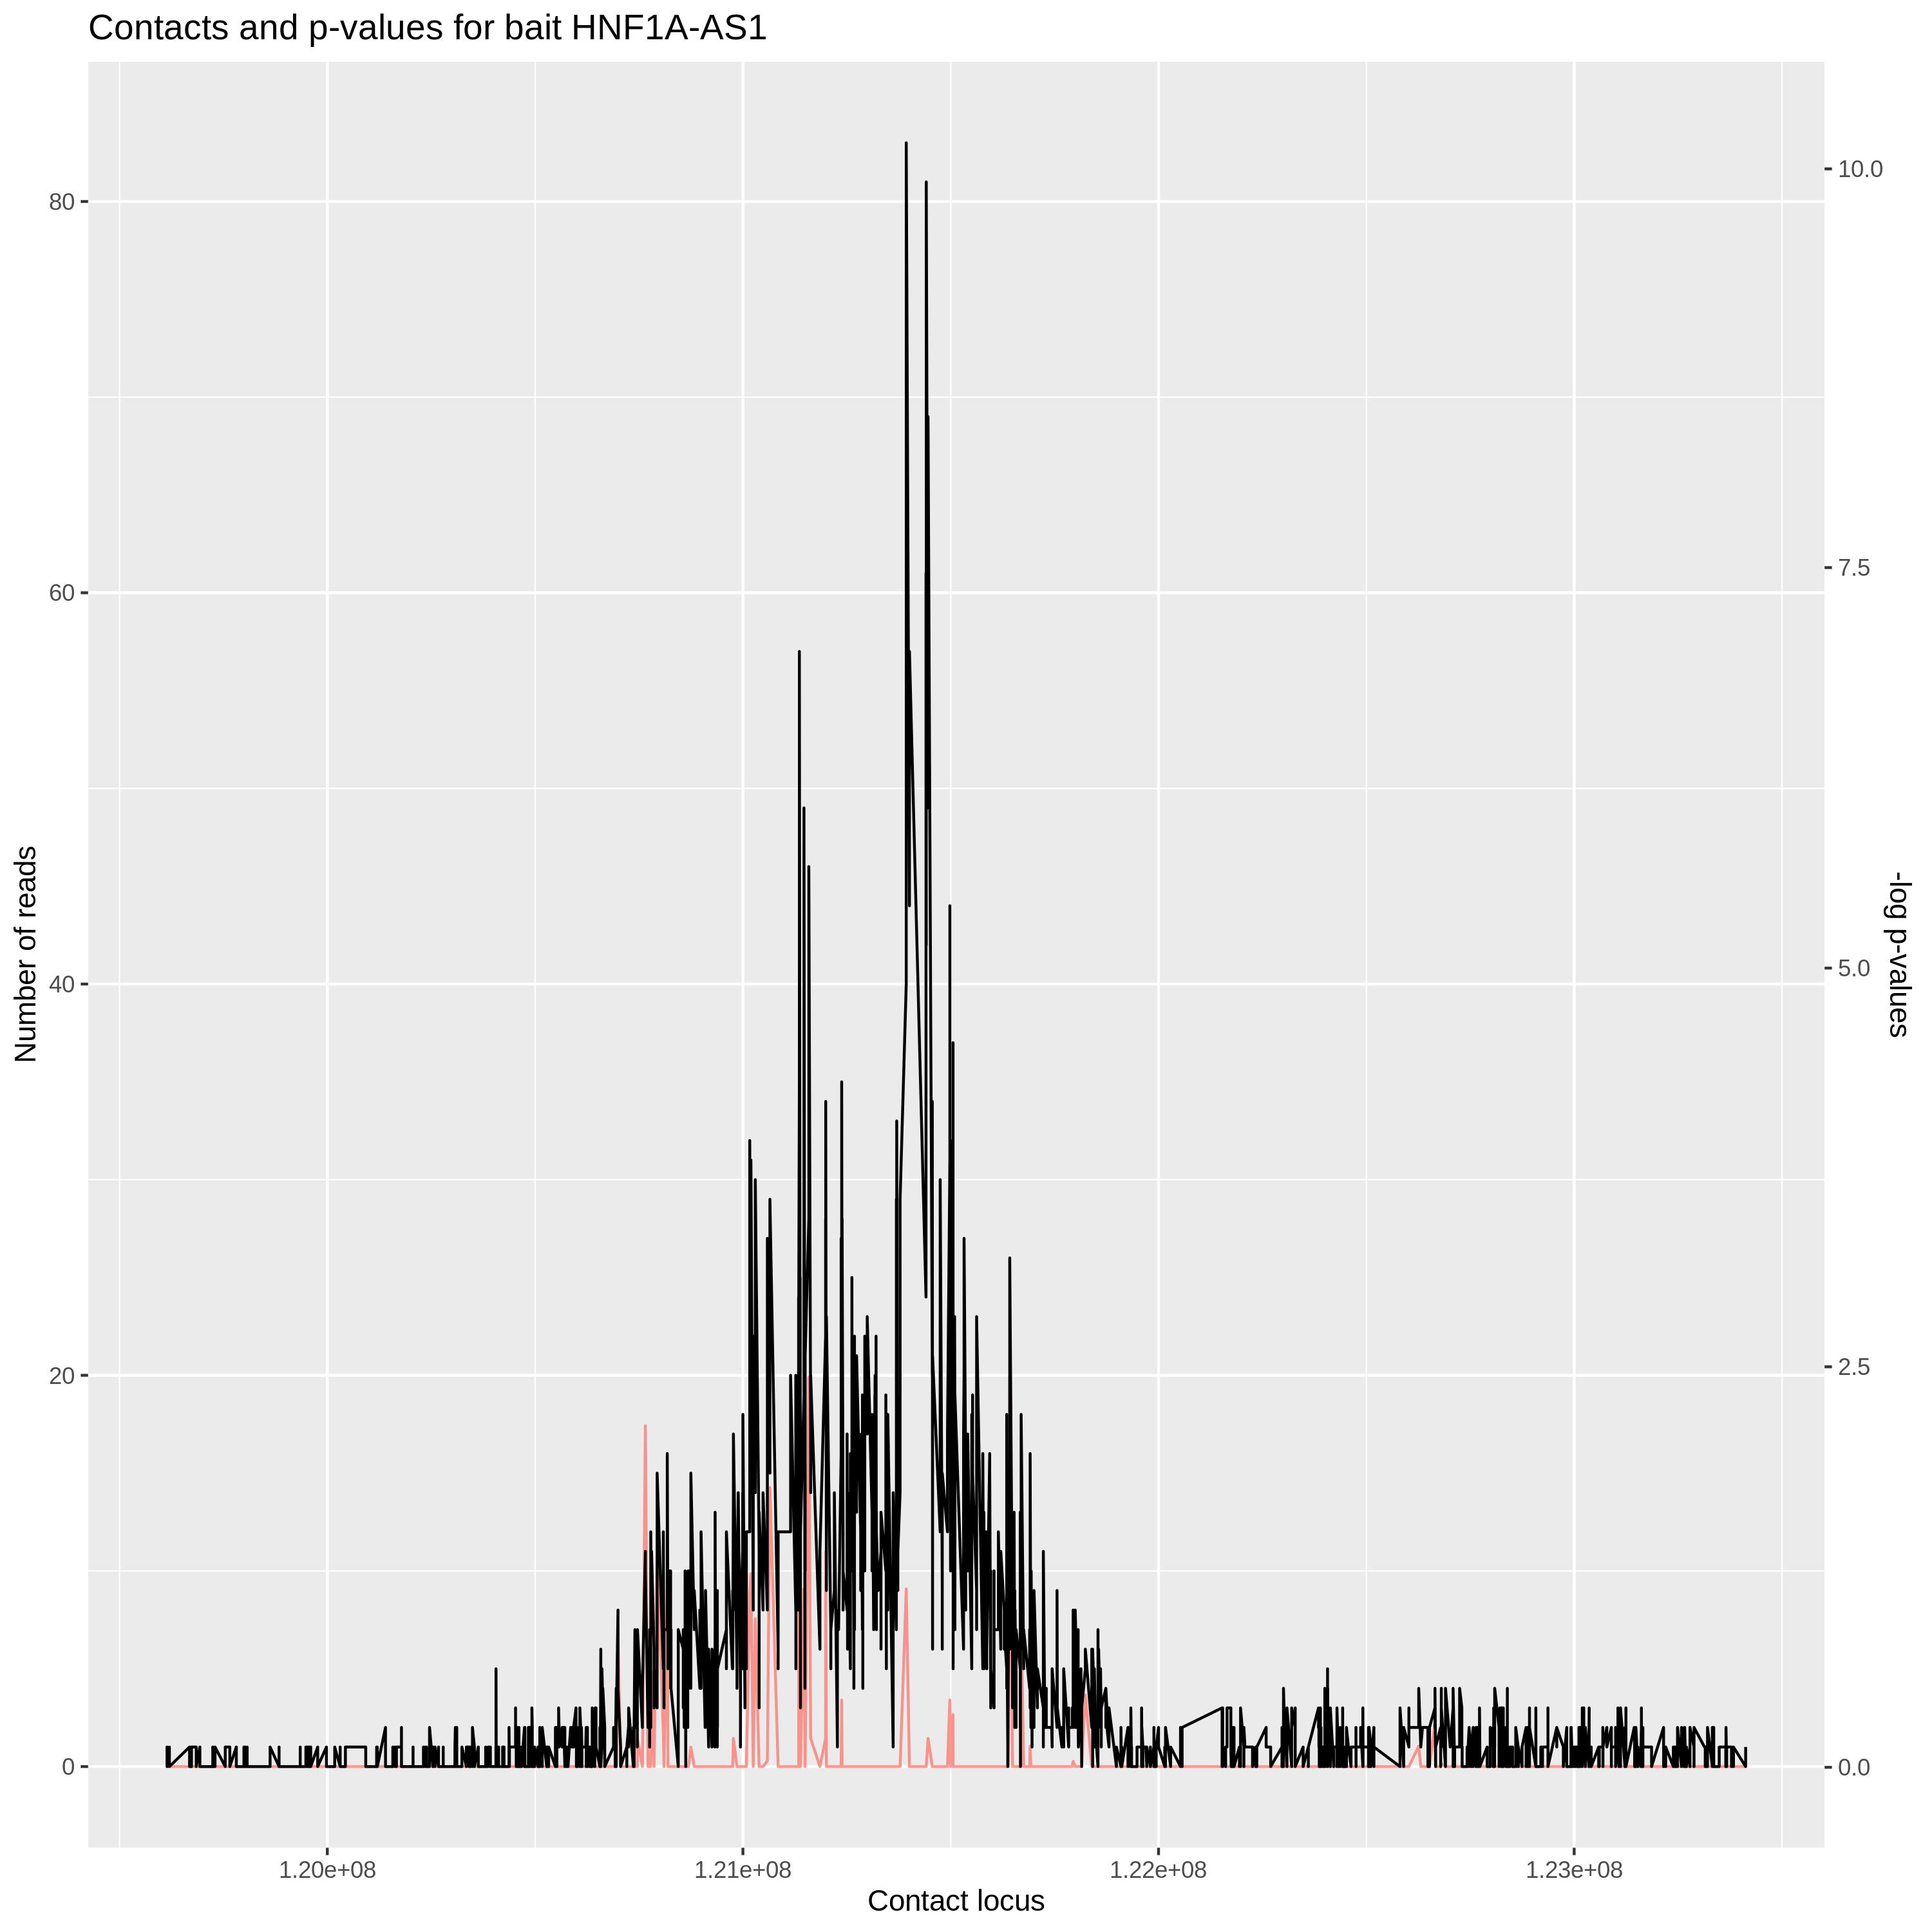 Contacts and p-values for bait HNF1A-AS1
Number of reads
80
60
40
20
0
10.0
7.5
5.0
2.5
0.0
-log p-values
1.20e+08
1.21e+08
1.22e+08
1.23e+08
Contact locus